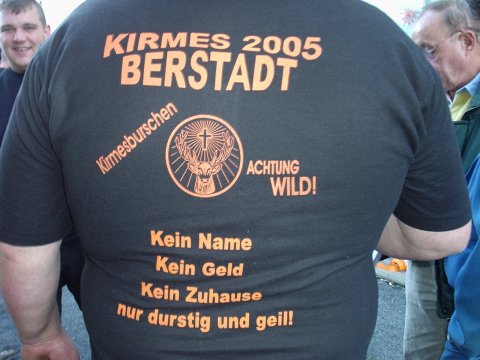 KIRMES 2005
BERSTADT
Kirmesburschen
ACHTUNG
WILD!
Kein Name
Kein Geld
Kein Zuhause
nur durstig und geil!